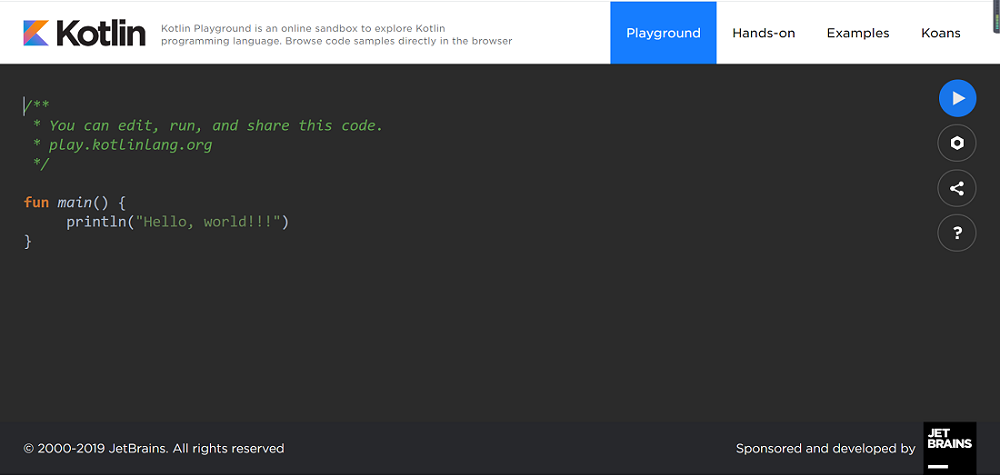 Kotlin
Kotlin Playground is an online sandbox to explore Kotlin
programming language. Browse code samples directly in the browser
Playground
Hands-on
Examples
Koans
/**
* You can edit, run, and share this code.
* play.kotlinlang.org
*/
fun main() {
println("Hello, world!!!")
}
?
© 2000-2019 JetBrains. All rights reserved
Sponsored and developed by
JET
BRAINS